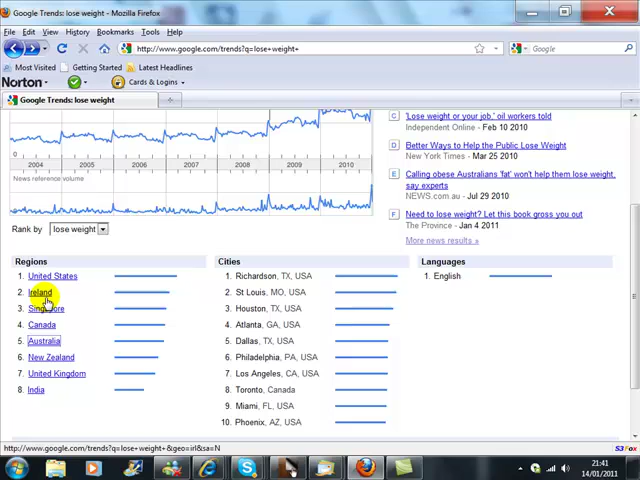 Google Trends: lose weight - Mozilla Firefox
File Edit View History Bookmarks Tools Help
http://www.google.com/trends?q=lose+weight+
Google
Most Visited Getting Started Latest Headlines
Norton Cards & Logins
Google Trends: lose weight
C 'Lose weight or your job,' oil workers told
Independent Online - Feb 10 2010
D Better Ways to Help the Public Lose Weight
New York Times - Mar 25 2010
E Calling obese Australians 'fat' won't help them lose weight,
say experts
NEWS.com.au - Jul 29 2010
F Need to lose weight? Let this book gross you out
The Province - Jan 4 2011
More news results »
0
2004 2005 2006 2007 2008 2009 2010
News reference volume
0
Rank by lose weight
Regions
1. United States
2. Ireland
3. Singapore
4. Canada
5. Australia
6. New Zealand
7. United Kingdom
8. India
Cities
1. Richardson, TX, USA
2. St Louis, MO, USA
3. Houston, TX, USA
4. Atlanta, GA, USA
5. Dallas, TX, USA
6. Philadelphia, PA, USA
7. Los Angeles, CA, USA
8. Toronto, Canada
9. Miami, FL, USA
10. Phoenix, AZ, USA
Languages
1. English
http://www.google.com/trends?q=lose+weight+&geo=irl&sa=N
S3Fox
21:41
14/01/2011